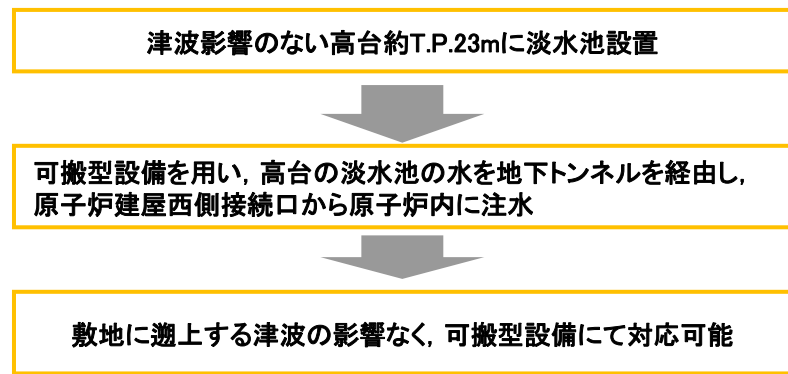 津波影響のない高台約T.P.23mに淡水池設置
可搬型設備を用い，高台の淡水池の水を地下トンネルを経由し，
原子炉建屋西側接続口から原子炉内に注水
敷地に遡上する津波の影響なく，可搬型設備にて対応可能